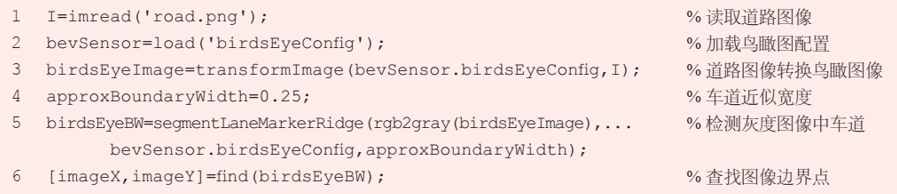 1 I=imread('road.png'); % 读取道路图像
2 bevSensor=load('birdsEyeConfig'); % 加载鸟瞰图配置
3 birdsEyeImage=transformImage(bevSensor.birdsEyeConfig,I); % 道路图像转换鸟瞰图像
4 approxBoundaryWidth=0.25; % 车道近似宽度
5 birdsEyeBW=segmentLaneMarkerRidge(rgb2gray(birdsEyeImage),... % 检测灰度图像中车道
bevSensor.birdsEyeConfig,approxBoundaryWidth);
6 [imageX,imageY]=find(birdsEyeBW); % 查找图像边界点